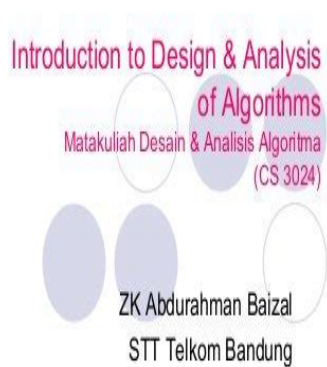 Introduction to Design & Analysis
of Algorithms
Matakuliah Desain & Analisis Algoritma
(CS 3024)
ZK Abdurahman Baizal
STT Telkom Bandung